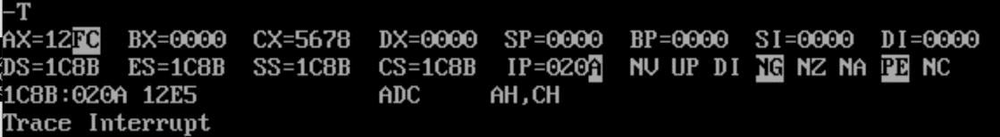 -T
AX=12FC  BX=0000  CX=5678  DX=0000  SP=0000  BP=0000  SI=0000  DI=0000
DS=1C8B  ES=1C8B  SS=1C8B  CS=1C8B  IP=020A  NV UP DI NG NZ NA PE NC
1C8B:020A 12E5             ADC     AH,CH
Trace Interrupt